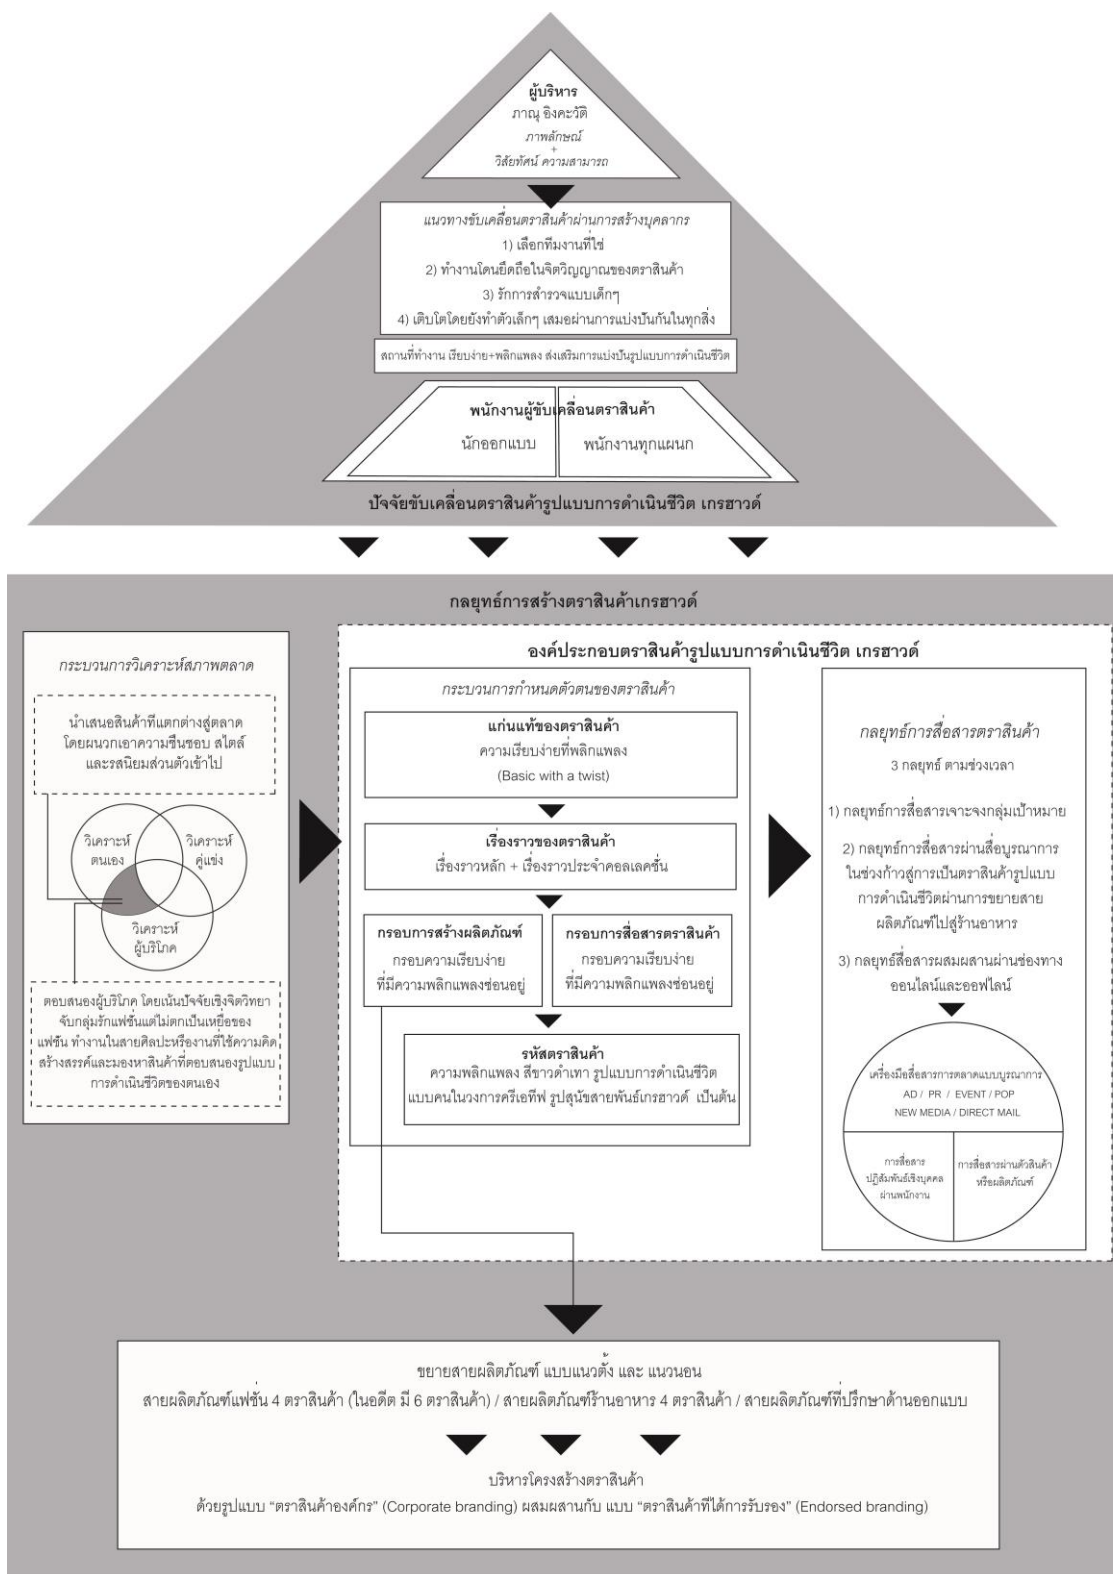 ผู้บริหาร
ภาณุ อิงคะวัติ
ภาพลักษณ์
+
วิสัยทัศน์ ความสามารถ
แนวทางขับเคลื่อนตราสินค้าผ่านการสร้างบุคลากร
1) เลือกทีมงานที่ใช่
2) ทำงานโดนยึดถือในจิตวิญญาณของตราสินค้า
3) รักการสำรวจแบบเด็กๆ
4) เติบโตโดยยังทำตัวเล็กๆ เสมอผ่านการแบ่งปันกันในทุกสิ่ง
สถานที่ทำงาน เรียบง่าย+พลิกแพลง ส่งเสริมการแบ่งปันรูปแบบการดำเนินชีวิต
พนักงานผู้ขับเคลื่อนตราสินค้า
นักออกแบบ
พนักงานทุกแผนก
ปัจจัยขับเคลื่อนตราสินค้ารูปแบบการดำเนินชีวิต เกรฮาวด์
กลยุทธ์การสร้างตราสินค้าเกรฮาวด์
กระบวนการวิเคราะห์สภาพตลาด
นำเสนอสินค้าที่แตกต่างสู่ตลาด
โดยผนวกเอาความชื่นชอบ สไตล์
และรสนิยมส่วนตัวเข้าไป
วิเคราะห์
ตนเอง
วิเคราะห์
คู่แข่ง
วิเคราะห์
ผู้บริโภค
ตอบสนองผู้บริโภค โดยเน้นปัจจัยเชิงจิตวิทยา
จับกลุ่มรักแฟชั่นแต่ไม่ตกเป็นเหยื่อของ
แฟชั่น ทำงานในสายศิลปะหรืองานที่ใช้ความคิด
สร้างสรรค์และมองหาสินค้าที่ตอบสนองรูปแบบ
การดำเนินชีวิตของตนเอง
องค์ประกอบตราสินค้ารูปแบบการดำเนินชีวิต เกรฮาวด์
กระบวนการกำหนดตัวตนของตราสินค้า
แก่นแท้ของตราสินค้า
ความเรียบง่ายที่พลิกแพลง
(Basic with a twist)
เรื่องราวของตราสินค้า
เรื่องราวหลัก + เรื่องราวประจำคอลเลคชั่น
กรอบการสร้างผลิตภัณฑ์
กรอบความเรียบง่าย
ที่มีความพลิกแพลงซ่อนอยู่
กรอบการสื่อสารตราสินค้า
กรอบความเรียบง่าย
ที่มีความพลิกแพลงซ่อนอยู่
รหัสตราสินค้า
ความพลิกแพลง สีขาวดำเทา รูปแบบการดำเนินชีวิต
แบบคนในวงการครีเอทีฟ รูปสุนัขสายพันธ์เกรฮาวด์ เป็นต้น
กลยุทธ์การสื่อสารตราสินค้า
3 กลยุทธ์ ตามช่วงเวลา
1) กลยุทธ์การสื่อสารเจาะจงกลุ่มเป้าหมาย
2) กลยุทธ์การสื่อสารผ่านสื่อบูรณาการ
ในช่วงก้าวสู่การเป็นตราสินค้ารูปแบบ
การดำเนินชีวิตผ่านการขยายสาย
ผลิตภัณฑ์ไปสู่ร้านอาหาร
3) กลยุทธ์สื่อสารผสมผสานผ่านช่องทาง
ออนไลน์และออฟไลน์
เครื่องมือสื่อสารการตลาดแบบบูรณาการ
AD / PR / EVENT / POP
NEW MEDIA / DIRECT MAIL
การสื่อสาร
ปฏิสัมพันธ์เชิงบุคคล
ผ่านพนักงาน
การสื่อสารผ่านตัวสินค้า
หรือผลิตภัณฑ์
ขยายสายผลิตภัณฑ์ แบบแนวตั้ง และ แนวนอน
สายผลิตภัณฑ์แฟชั่น 4 ตราสินค้า (ในอดีต มี 6 ตราสินค้า) / สายผลิตภัณฑ์ร้านอาหาร 4 ตราสินค้า / สายผลิตภัณฑ์ที่ปรึกษาด้านออกแบบ
บริหารโครงสร้างตราสินค้า
ด้วยรูปแบบ "ตราสินค้าองค์กร" (Corporate branding) ผสมผสานกับ แบบ "ตราสินค้าที่ได้การรับรอง" (Endorsed branding)